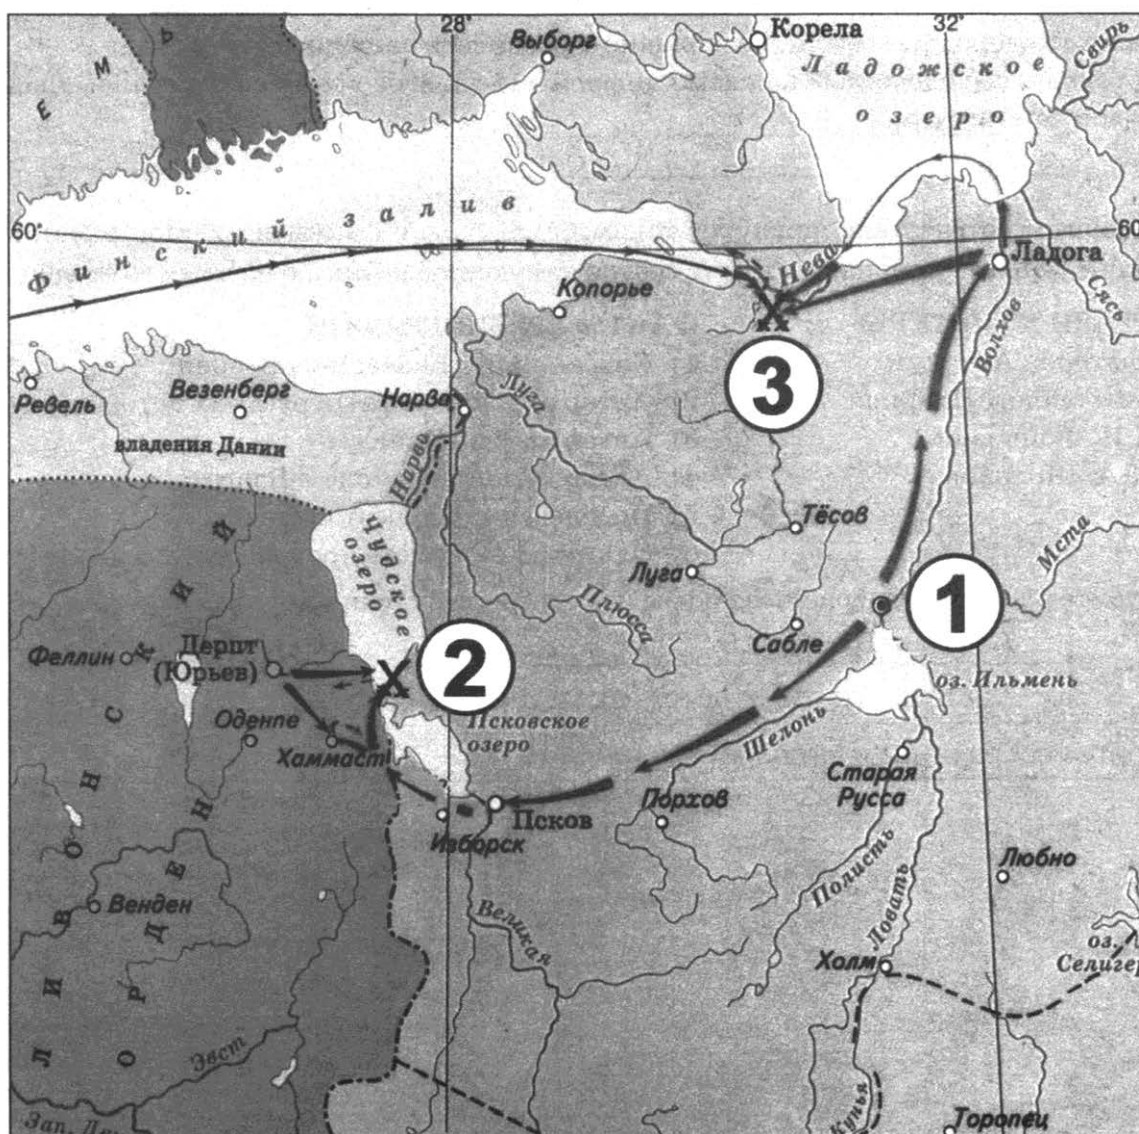 28°
32°
Выборг
Корела
Ладожское
озеро
Свирь
Е М Ь
60°
Финский залив
60°
Нева
Ладога
Сясь
Копорье
Волхов
3
Ревель
Везенберг
Нарва
Луга
владения Дании
Нарва
Чудское
озеро
Тёсов
Мста
Луга
Плюсса
1
Сабле
Феллин
Дерпт
(Юрьев)
2
оз. Ильмень
Оденпе
Псковское
озеро
Шелонь
Хаммаст
Старая
Русса
Псков
Порхов
Изборск
Полисть
Любно
Венден
Великая
Ловать
оз.
Селигер
Холм
ЛИВОНСКИЙ
ОРДЕН
Эвст
Кунья
Торопец